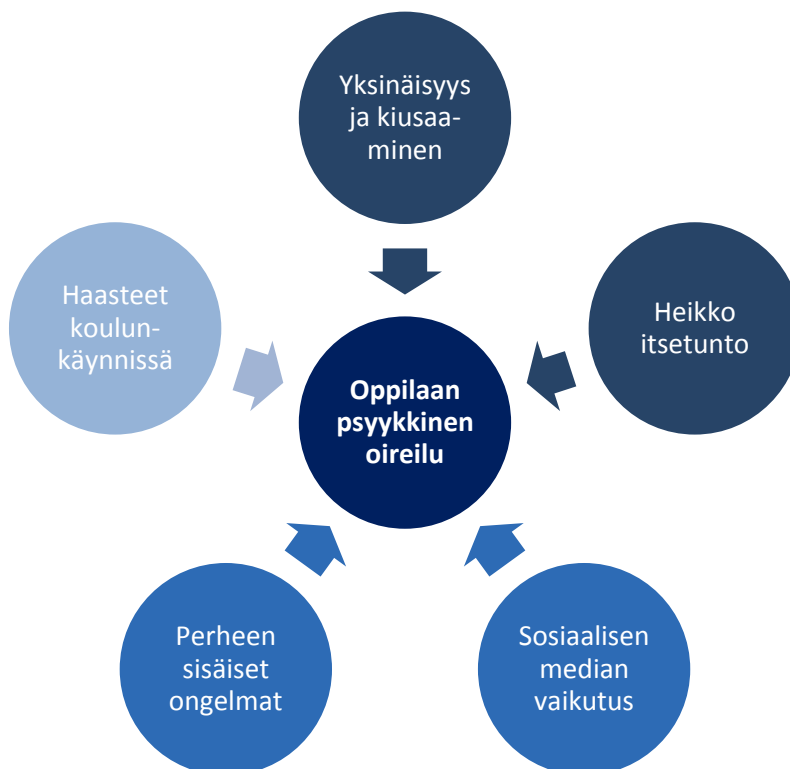 Yksinäisyys
ja kiusaa-
minen
Haasteet
koulun-
käynnissä
Heikko
itsetunto
Oppilaan
psyykkinen
oireilu
Perheen
sisäiset
ongelmat
Sosiaalisen
median
vaikutus